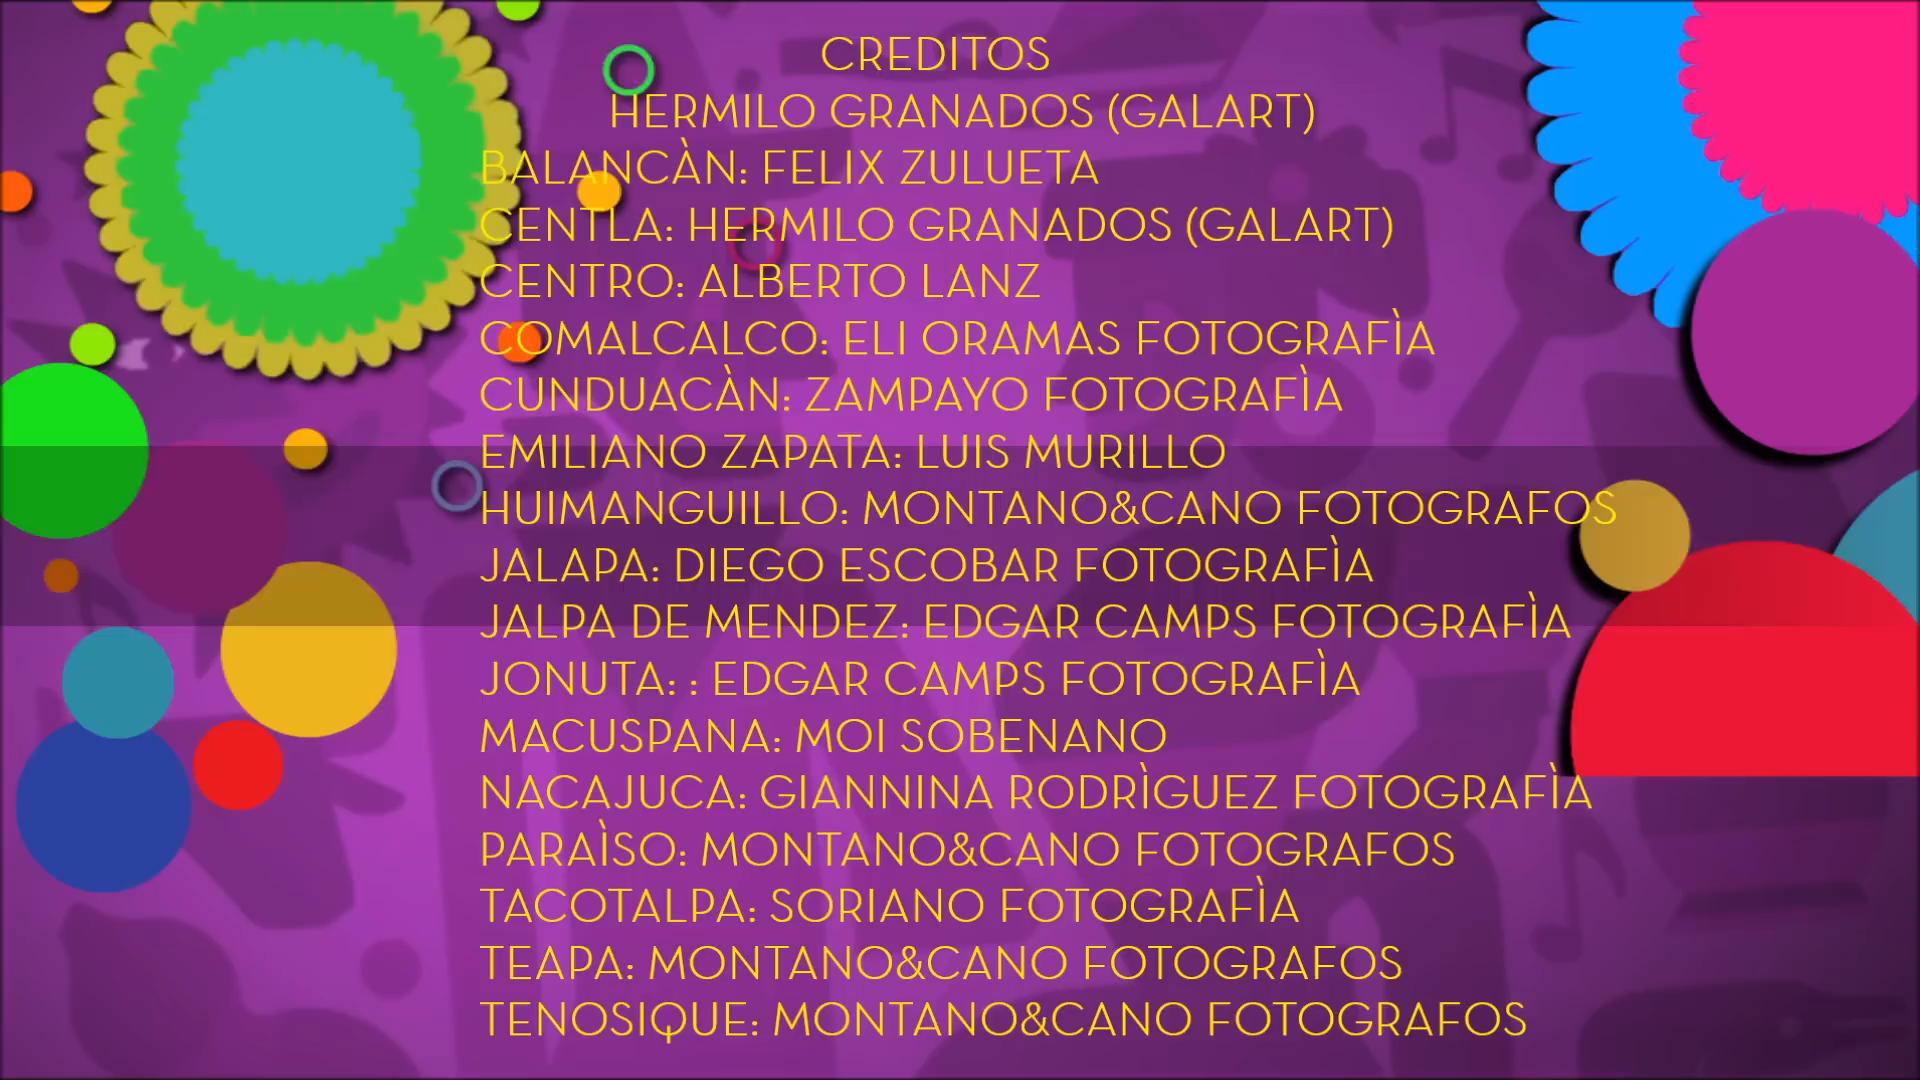 CREDITOS
HERMILO GRANADOS (GALART)
BALANCÀN: FELIX ZULUETA
CENTLA: HERMILO GRANADOS (GALART)
CENTRO: ALBERTO LANZ
COMALCALCO: ELI ORAMAS FOTOGRAFÌA
CUNDUACÀN: ZAMPAYO FOTOGRAFÌA
EMILIANO ZAPATA: LUIS MURILLO
HUIMANGUILLO: MONTANO&CANO FOTOGRAFOS
JALAPA: DIEGO ESCOBAR FOTOGRAFÌA
JALPA DE MENDEZ: EDGAR CAMPS FOTOGRAFÌA
JONUTA: : EDGAR CAMPS FOTOGRAFÌA
MACUSPANA: MOI SOBENANO
NACAJUCA: GIANNINA RODRÌGUEZ FOTOGRAFÌA
PARAÌSO: MONTANO&CANO FOTOGRAFOS
TACOTALPA: SORIANO FOTOGRAFÌA
TEAPA: MONTANO&CANO FOTOGRAFOS
TENOSIQUE: MONTANO&CANO FOTOGRAFOS